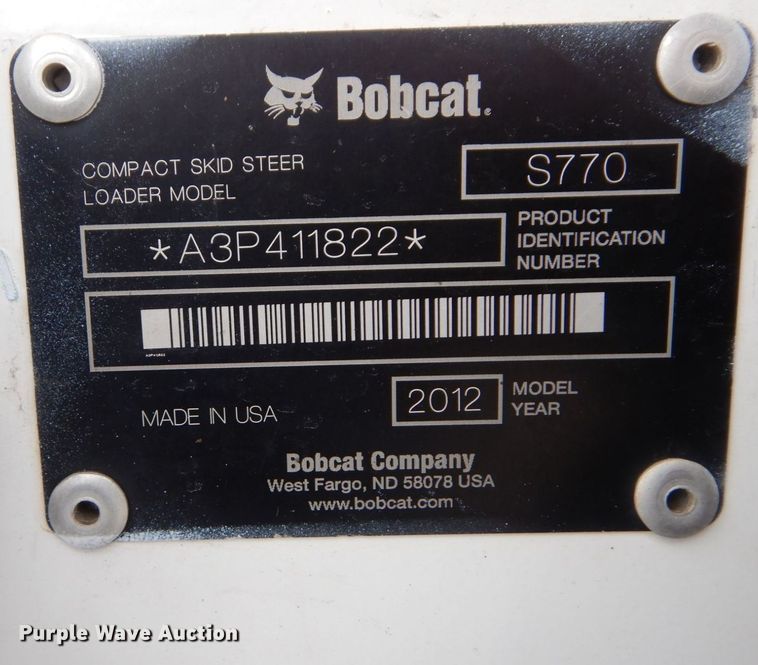 Bobcat®
COMPACT SKID STEER
LOADER MODEL
S770
*A3P411822*
PRODUCT
IDENTIFICATION
NUMBER
MADE IN USA
2012
MODEL
YEAR
Bobcat Company
West Fargo, ND 58078 USA
www.bobcat.com
Purple Wave Auction